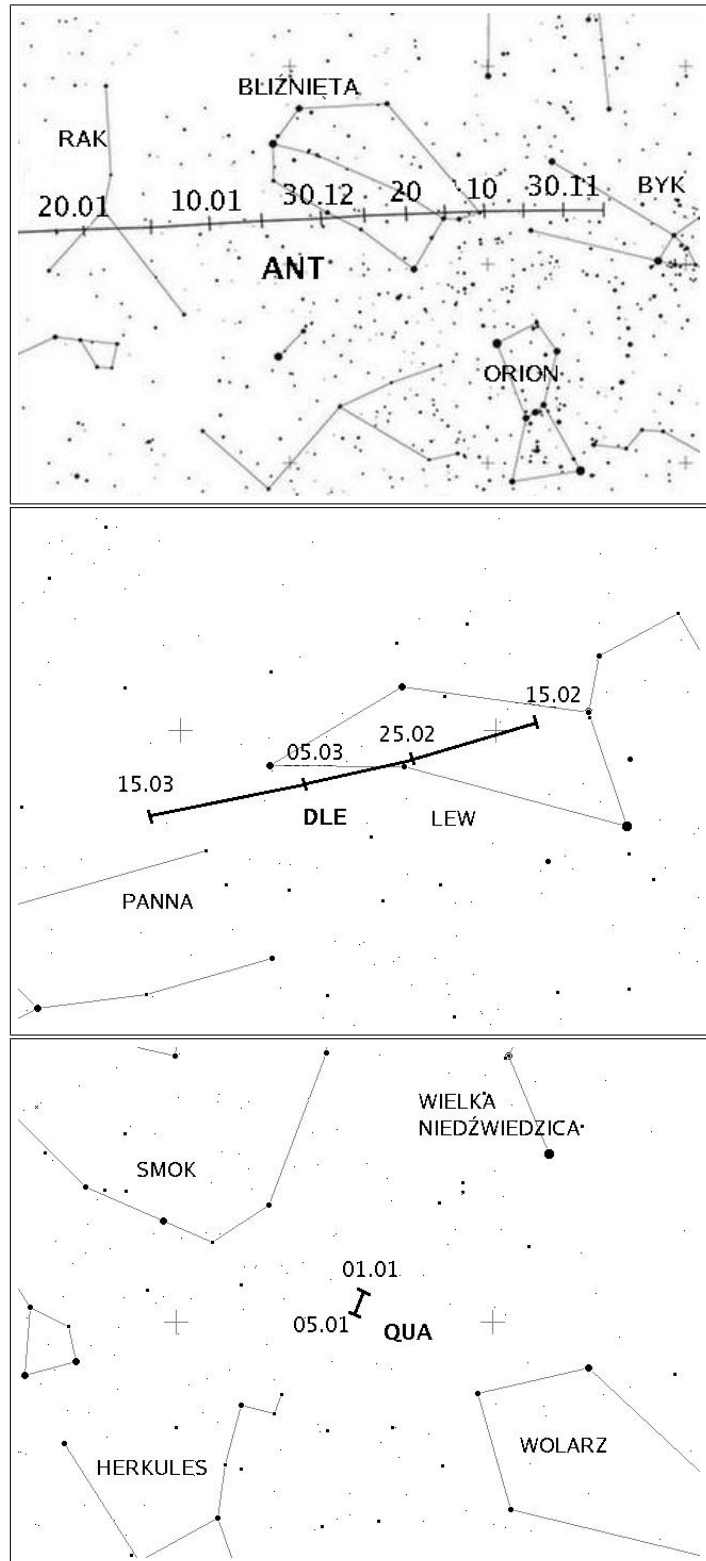 BLIŹNIĘTA
RAK
20.01 10.01 30.12 20 10 30.11 BYK
ANT
ORION
15.02
25.02
05.03
15.03
DLE LEW
PANNA
WIELKA
NIEDŹWIEDZICA
SMOK
01.01
05.01 QUA
WOLARZ
HERKULES